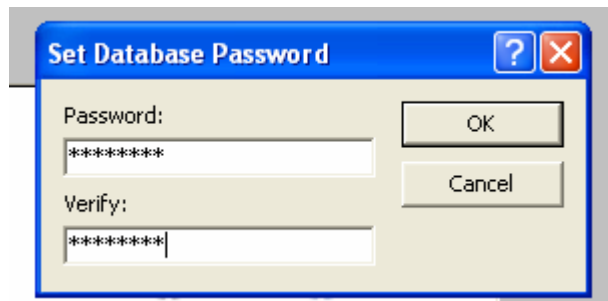 Set Database Password
Password:
OK
********
Cancel
Verify:
********